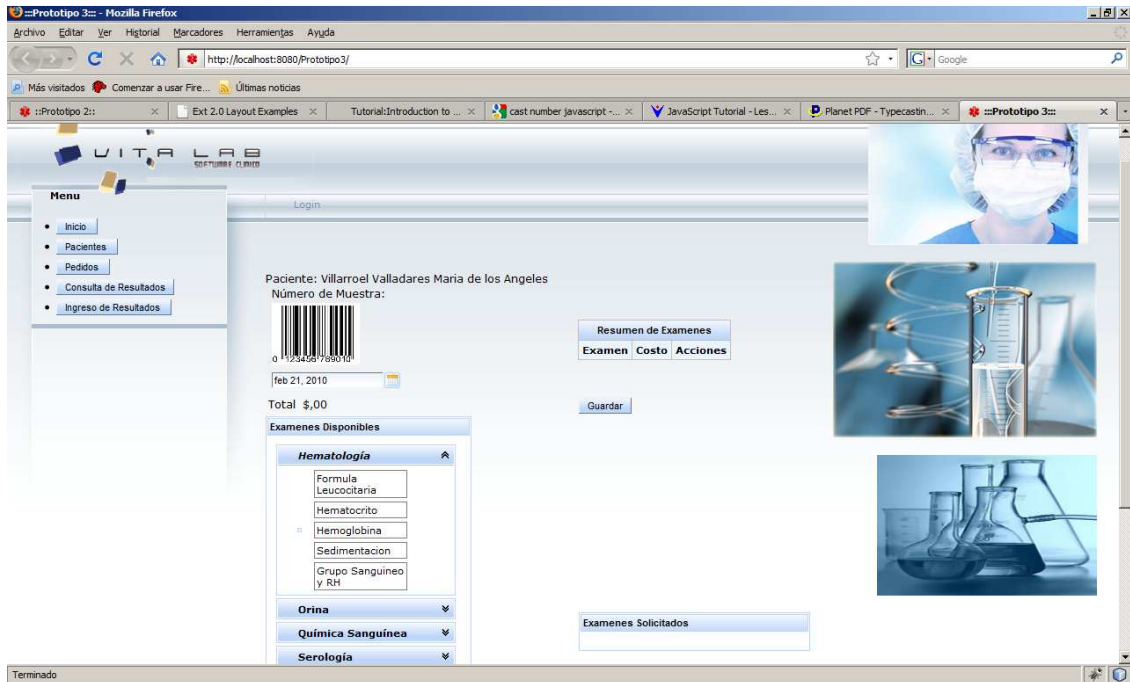 :::Prototipo 3::: - Mozilla Firefox
Archivo Editar Ver Historial Marcadores Herramientas Ayuda
http://localhost:8080/Prototipo3/
Google
Más visitados Comenzar a usar Fire... Últimas noticias
::Prototipo 2:: Ext 2.0 Layout Examples Tutorial:Introduction to ... cast number javascript -... JavaScript Tutorial - Les... Planet PDF - Typecastin... :::Prototipo 3:::
VITA LAB
SOFTWARE CLINICO
Menu
Login
Inicio
Pacientes
Pedidos
Consulta de Resultados
Ingreso de Resultados
Paciente: Villarroel Valladares Maria de los Angeles
Número de Muestra:
0 123456 789010
feb 21, 2010
Total $,00
Resumen de Examenes
Examen Costo Acciones
Guardar
Examenes Disponibles
Hematología
Formula
Leucocitaria
Hematocrito
Hemoglobina
Sedimentacion
Grupo Sanguineo
y RH
Orina
Química Sanguínea
Serología
Examenes Solicitados
Terminado